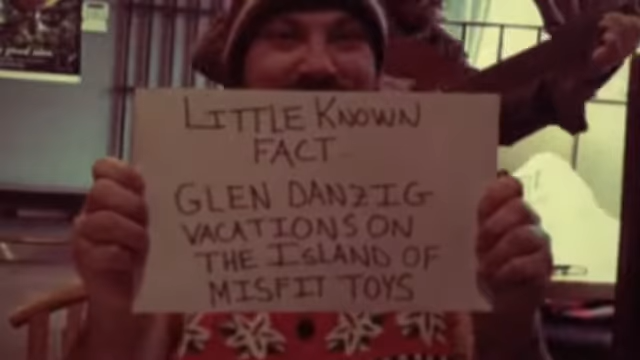 LITTLE KNOWN
FACT
GLEN DANZIG
VACATIONS ON
THE ISLAND OF
MISFIT TOYS